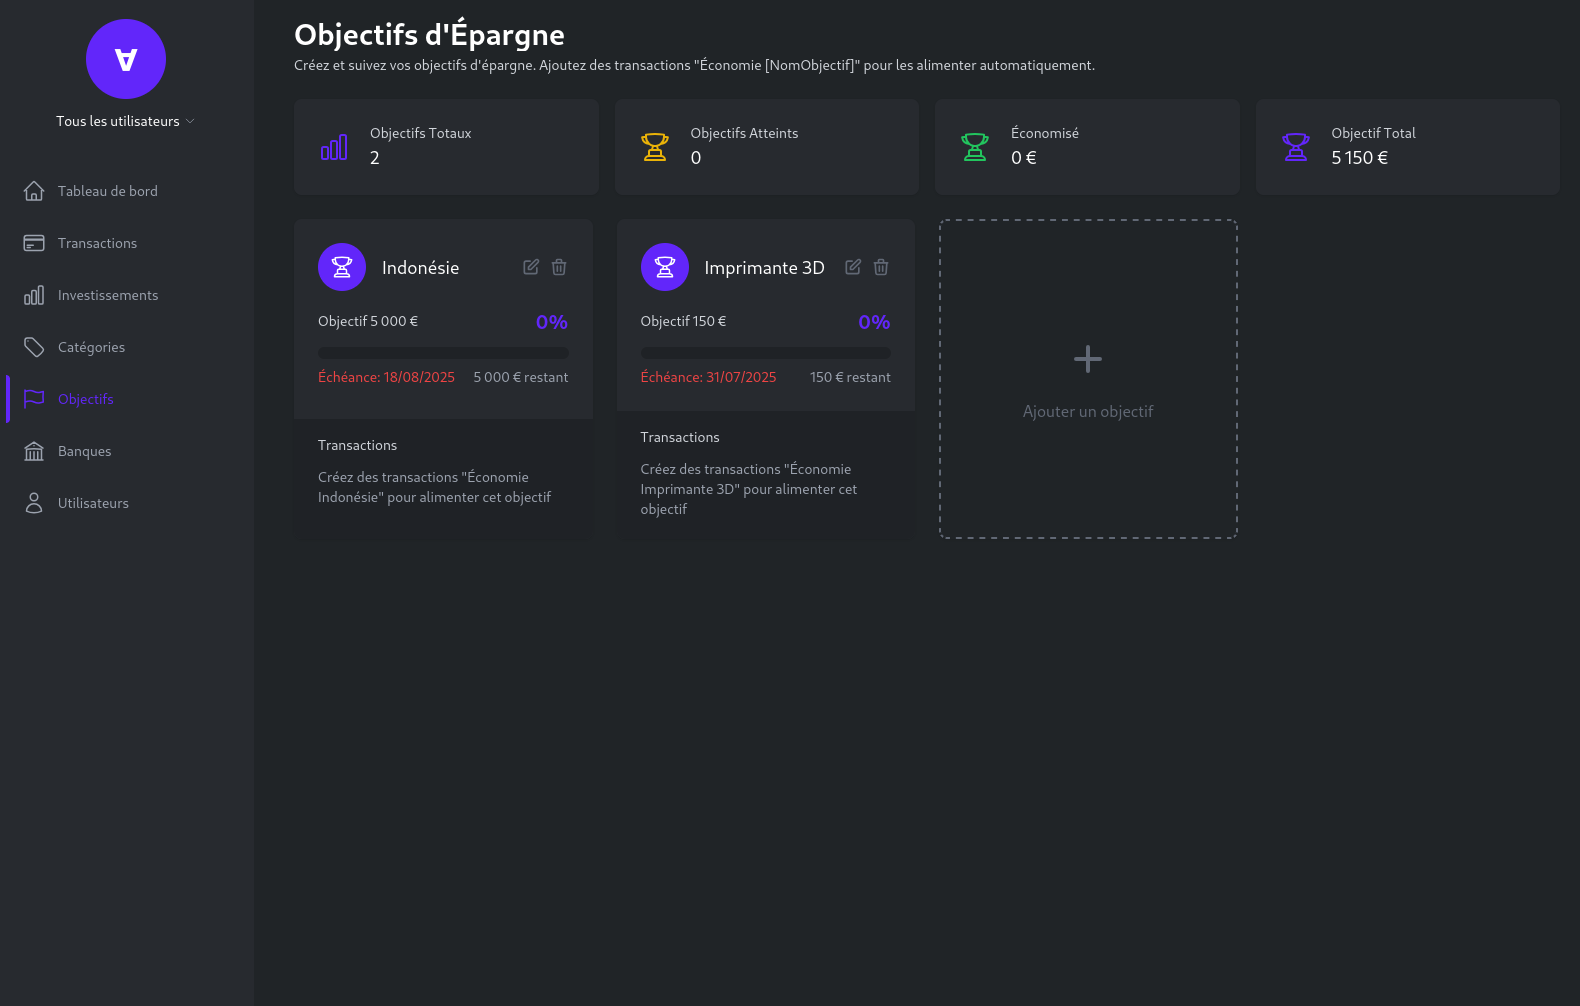 ∀
Tous les utilisateurs
Tableau de bord
Transactions
Investissements
Catégories
Objectifs
Banques
Utilisateurs
Objectifs d'Épargne
Créez et suivez vos objectifs d'épargne. Ajoutez des transactions "Économie [NomObjectif]" pour les alimenter automatiquement.
Objectifs Totaux
2
Objectifs Atteints
0
Économisé
0 €
Objectif Total
5 150 €
Indonésie
Objectif 5 000 €
0%
Échéance: 18/08/2025
5 000 € restant
Transactions
Créez des transactions "Économie
Indonésie" pour alimenter cet objectif
Imprimante 3D
Objectif 150 €
0%
Échéance: 31/07/2025
150 € restant
Transactions
Créez des transactions "Économie
Imprimante 3D" pour alimenter cet
objectif
Ajouter un objectif